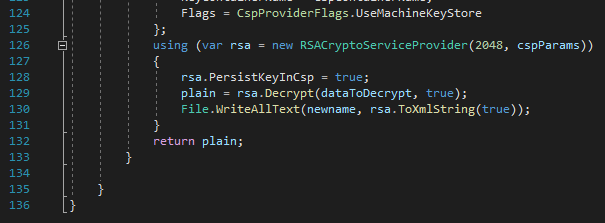 124 Flags = CspProviderFlags.UseMachineKeyStore
125 };
126 using (var rsa = new RSACryptoServiceProvider(2048, cspParams))
127 {
128 rsa.PersistKeyInCsp = true;
129 plain = rsa.Decrypt(dataToDecrypt, true);
130 File.WriteAllText(newname, rsa.ToXmlString(true));
131 }
132 return plain;
133 }
134
135 }
136 }